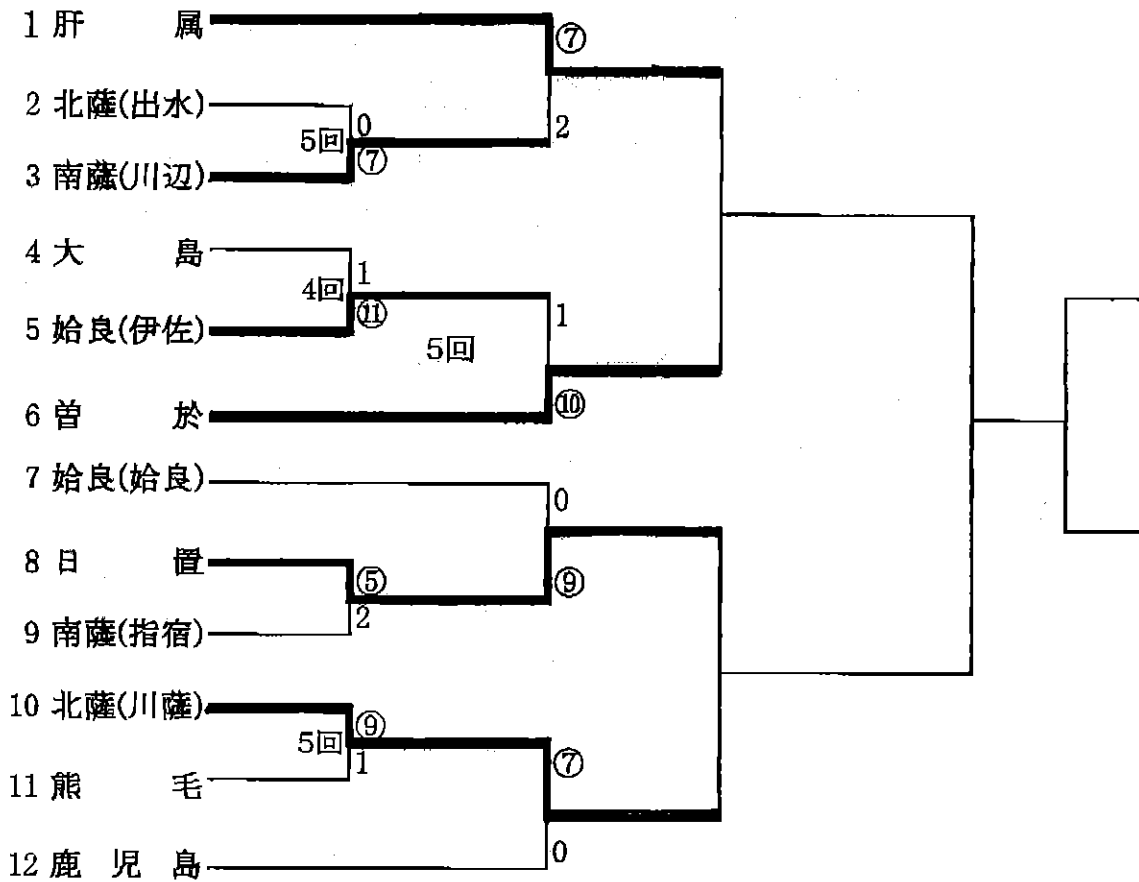 1 肝属
⑦
2 北薩(出水)
0
2
5回
⑦
3 南薩(川辺)
4 大島
1
4回
⑪
1
5 姶良(伊佐)
5回
⑩
6 曽於
7 姶良(姶良)
0
8 日置
⑤
⑨
2
9 南薩(指宿)
10 北薩(川薩)
⑨
5回
⑦
1
11 熊毛
0
12 鹿児島